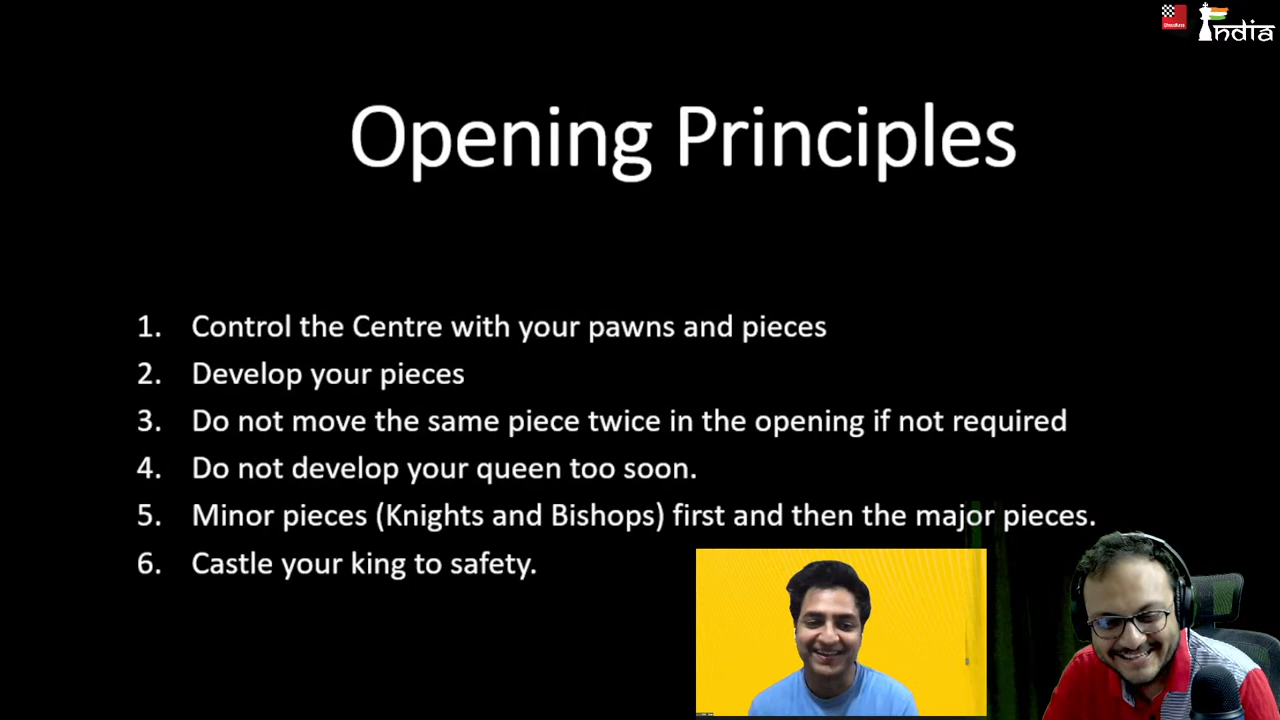 ChessBase
India
Opening Principles
1. Control the Centre with your pawns and pieces
2. Develop your pieces
3. Do not move the same piece twice in the opening if not required
4. Do not develop your queen too soon.
5. Minor pieces (Knights and Bishops) first and then the major pieces.
6. Castle your king to safety.